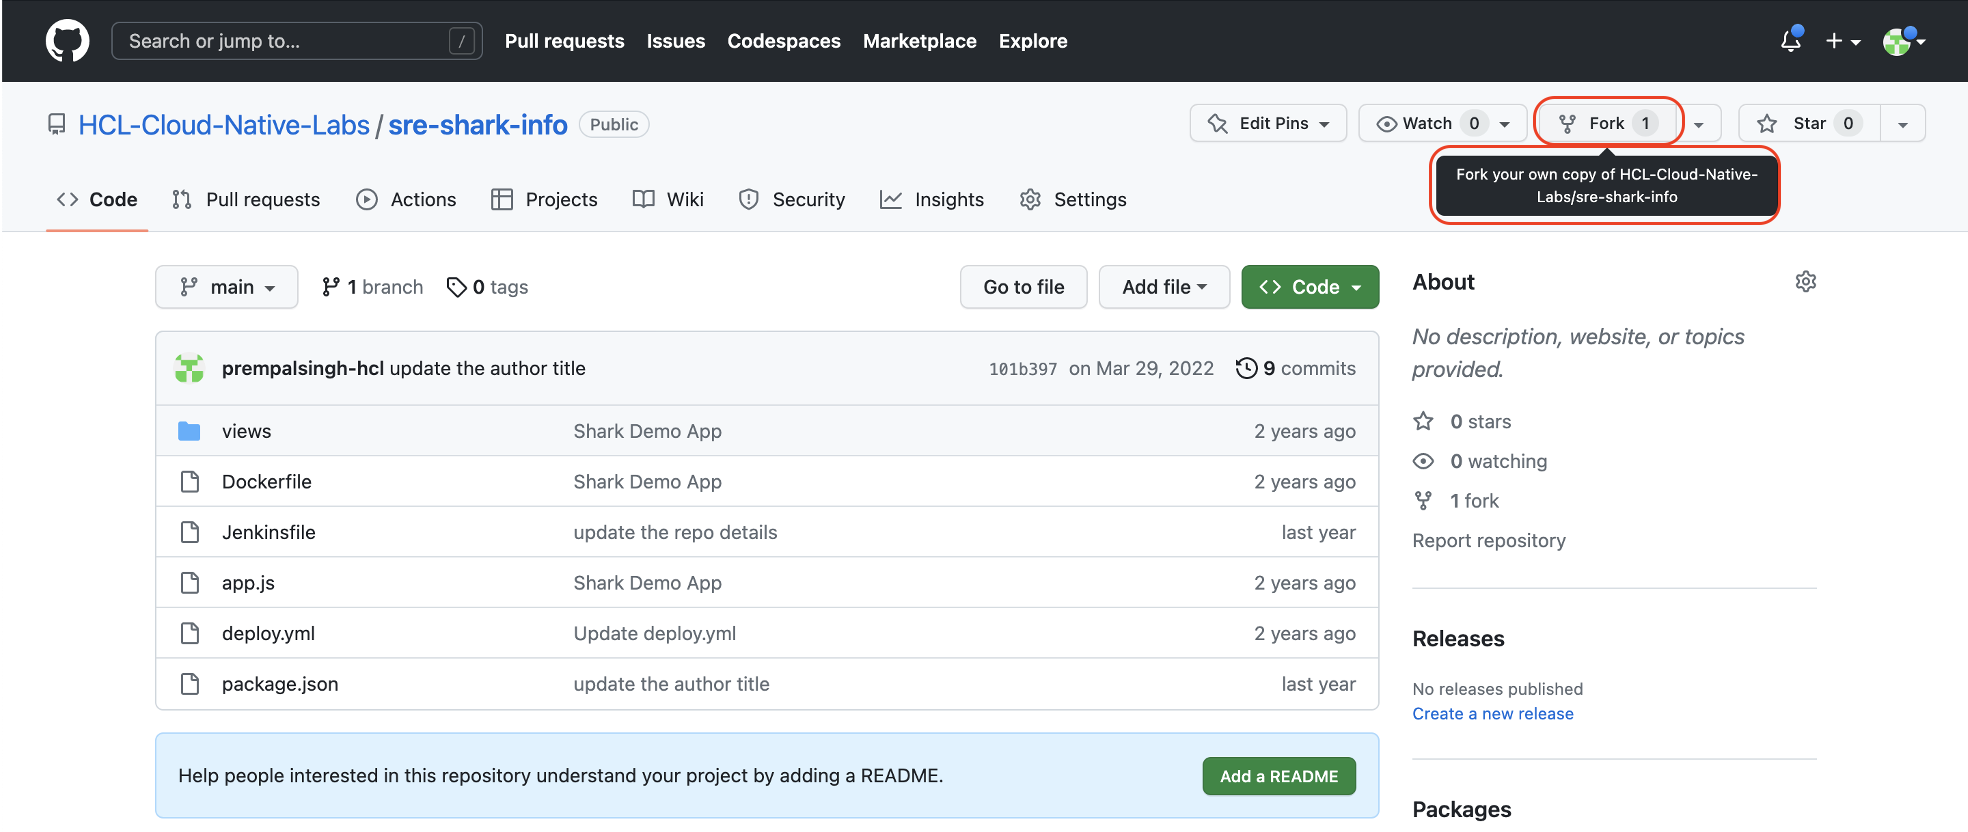 Search or jump to... / Pull requests Issues Codespaces Marketplace Explore
HCL-Cloud-Native-Labs / sre-shark-info Public Edit Pins Watch 0 Fork 1 Star 0
Fork your own copy of HCL-Cloud-Native-
Labs/sre-shark-info
Code Pull requests Actions Projects Wiki Security Insights Settings
main 1 branch 0 tags Go to file Add file Code
prempalsingh-hcl update the author title 101b397 on Mar 29, 2022 9 commits
views Shark Demo App 2 years ago
Dockerfile Shark Demo App 2 years ago
Jenkinsfile update the repo details last year
app.js Shark Demo App 2 years ago
deploy.yml Update deploy.yml 2 years ago
package.json update the author title last year
Help people interested in this repository understand your project by adding a README. Add a README
About
No description, website, or topics
provided.
0 stars
0 watching
1 fork
Report repository
Releases
No releases published
Create a new release
Packages